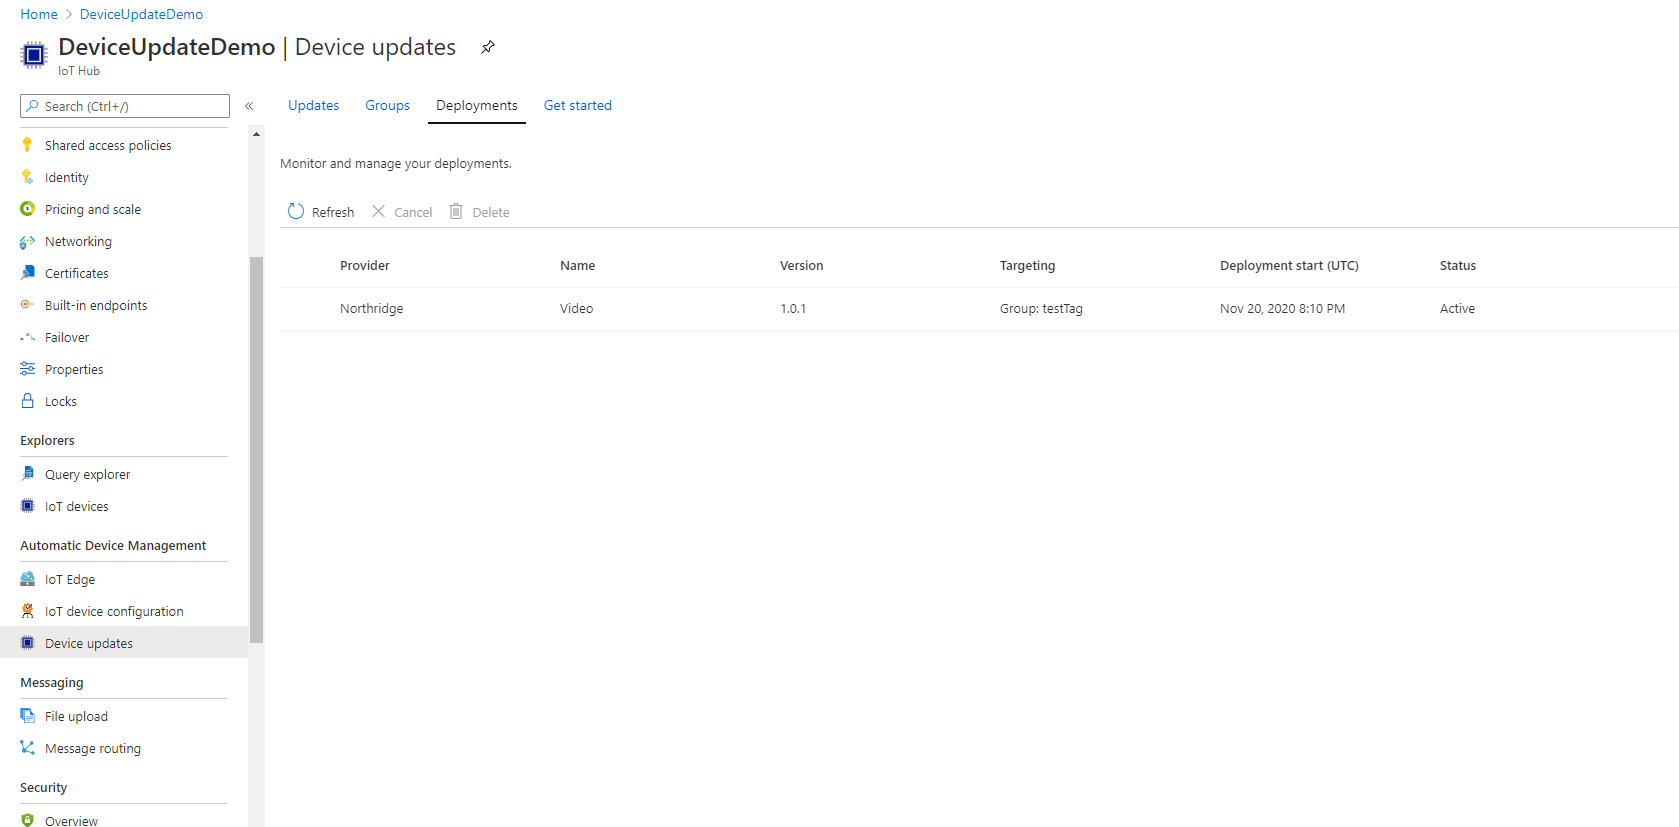 Home > DeviceUpdateDemo
DeviceUpdateDemo | Device updates
IoT Hub
Search (Ctrl+/)
«
Shared access policies
Identity
Pricing and scale
Networking
Certificates
Built-in endpoints
Failover
Properties
Locks
Explorers
Query explorer
IoT devices
Automatic Device Management
IoT Edge
IoT device configuration
Device updates
Messaging
File upload
Message routing
Security
Overview
Updates Groups Deployments Get started
Monitor and manage your deployments.
Refresh Cancel Delete
Provider Name Version Targeting Deployment start (UTC) Status
Northridge Video 1.0.1 Group: testTag Nov 20, 2020 8:10 PM Active